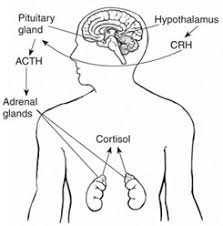 Pituitary
gland
Hypothalamus
CRH
ACTH
Adrenal
glands
Cortisol